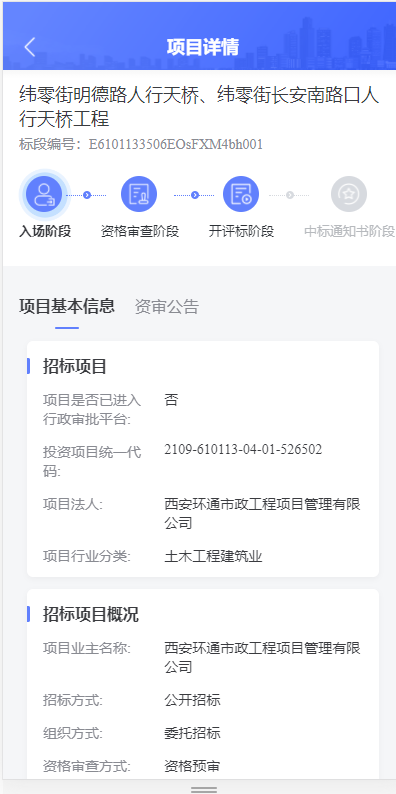 项目详情
纬零街明德路人行天桥、纬零街长安南路口人
行天桥工程
标段编号：E6101133506EOsFXM4bh001
入场阶段 资格审查阶段 开评标阶段 中标通知书阶段
项目基本信息 资审公告
招标项目
项目是否已进入 否
行政审批平台:
投资项目统一代 2109-610113-04-01-526502
码:
项目法人: 西安环通市政工程项目管理有限
公司
项目行业分类: 土木工程建筑业
招标项目概况
项目业主名称: 西安环通市政工程项目管理有限
公司
招标方式: 公开招标
组织方式: 委托招标
资格审查方式: 资格预审